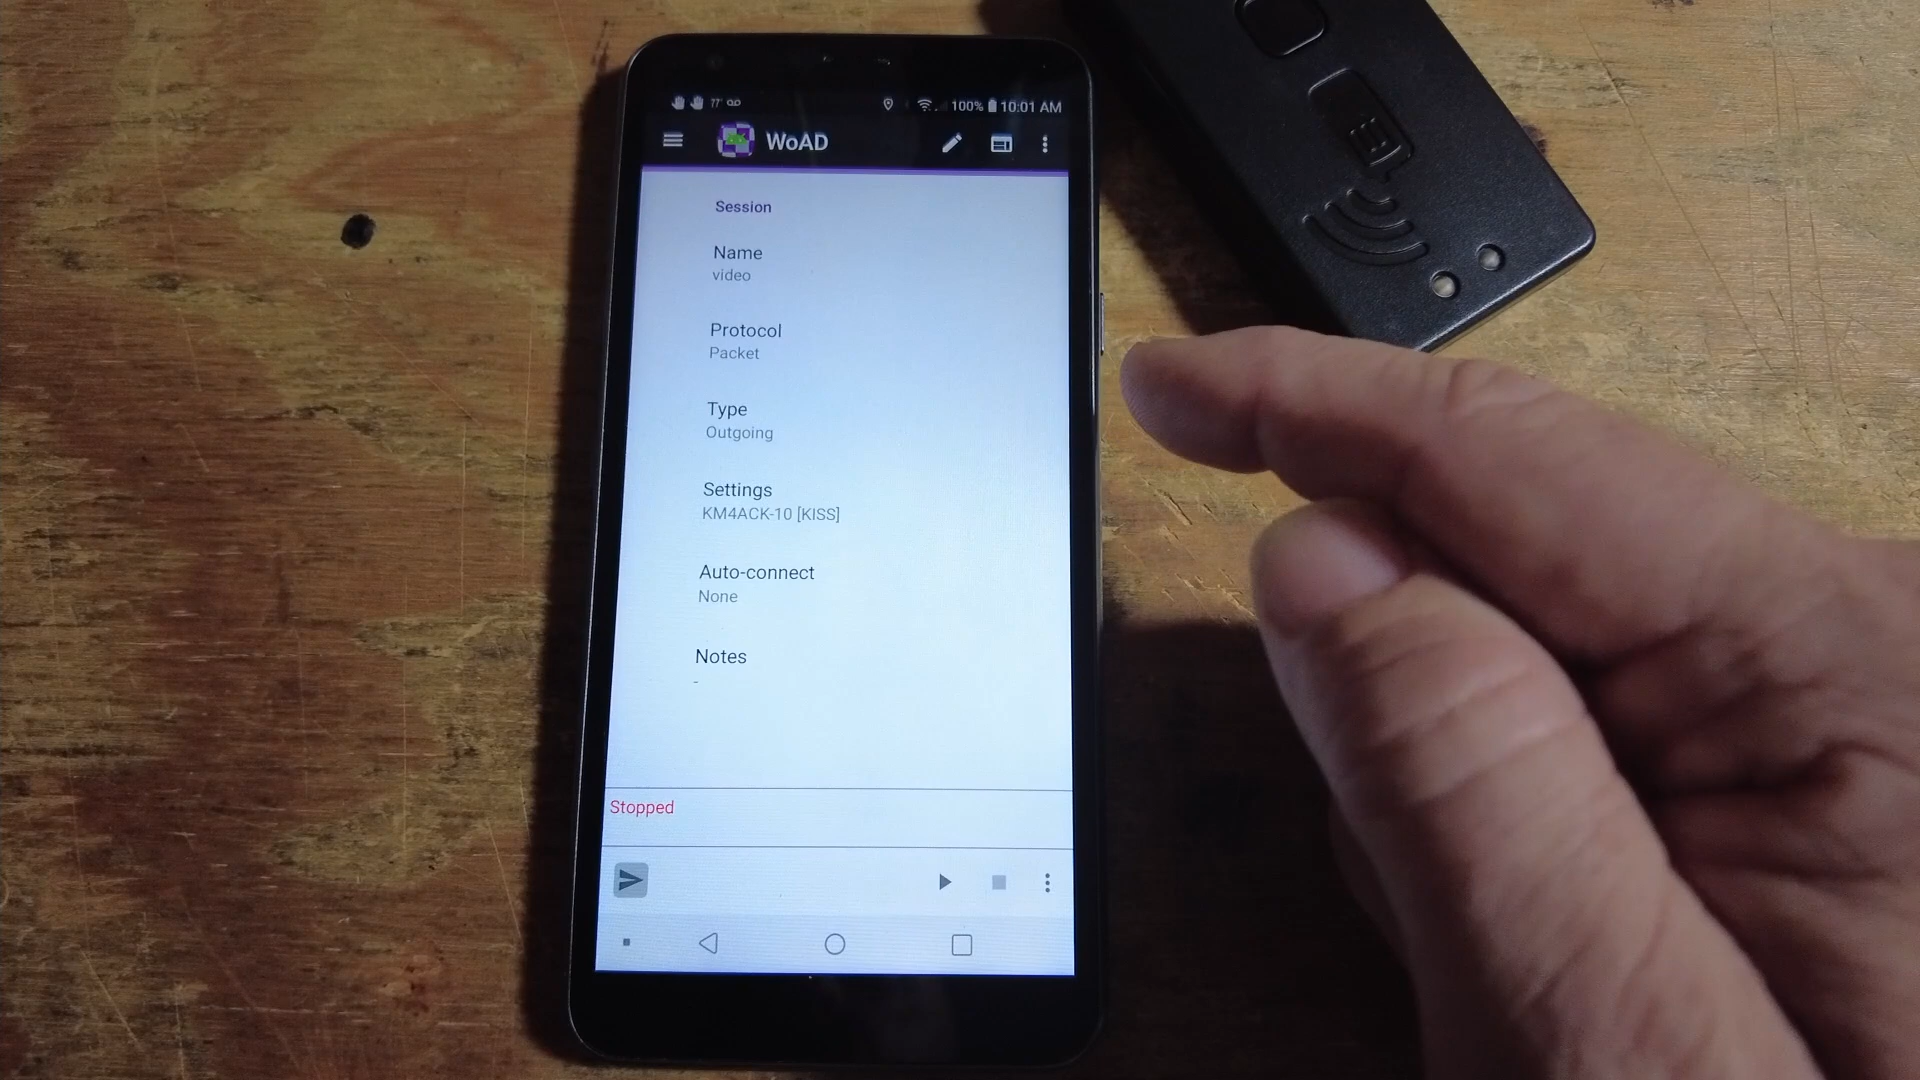 77° 100% 10:01 AM
WoAD
Session
Name
video
Protocol
Packet
Type
Outgoing
Settings
KM4ACK-10 [KISS]
Auto-connect
None
Notes
-
Stopped